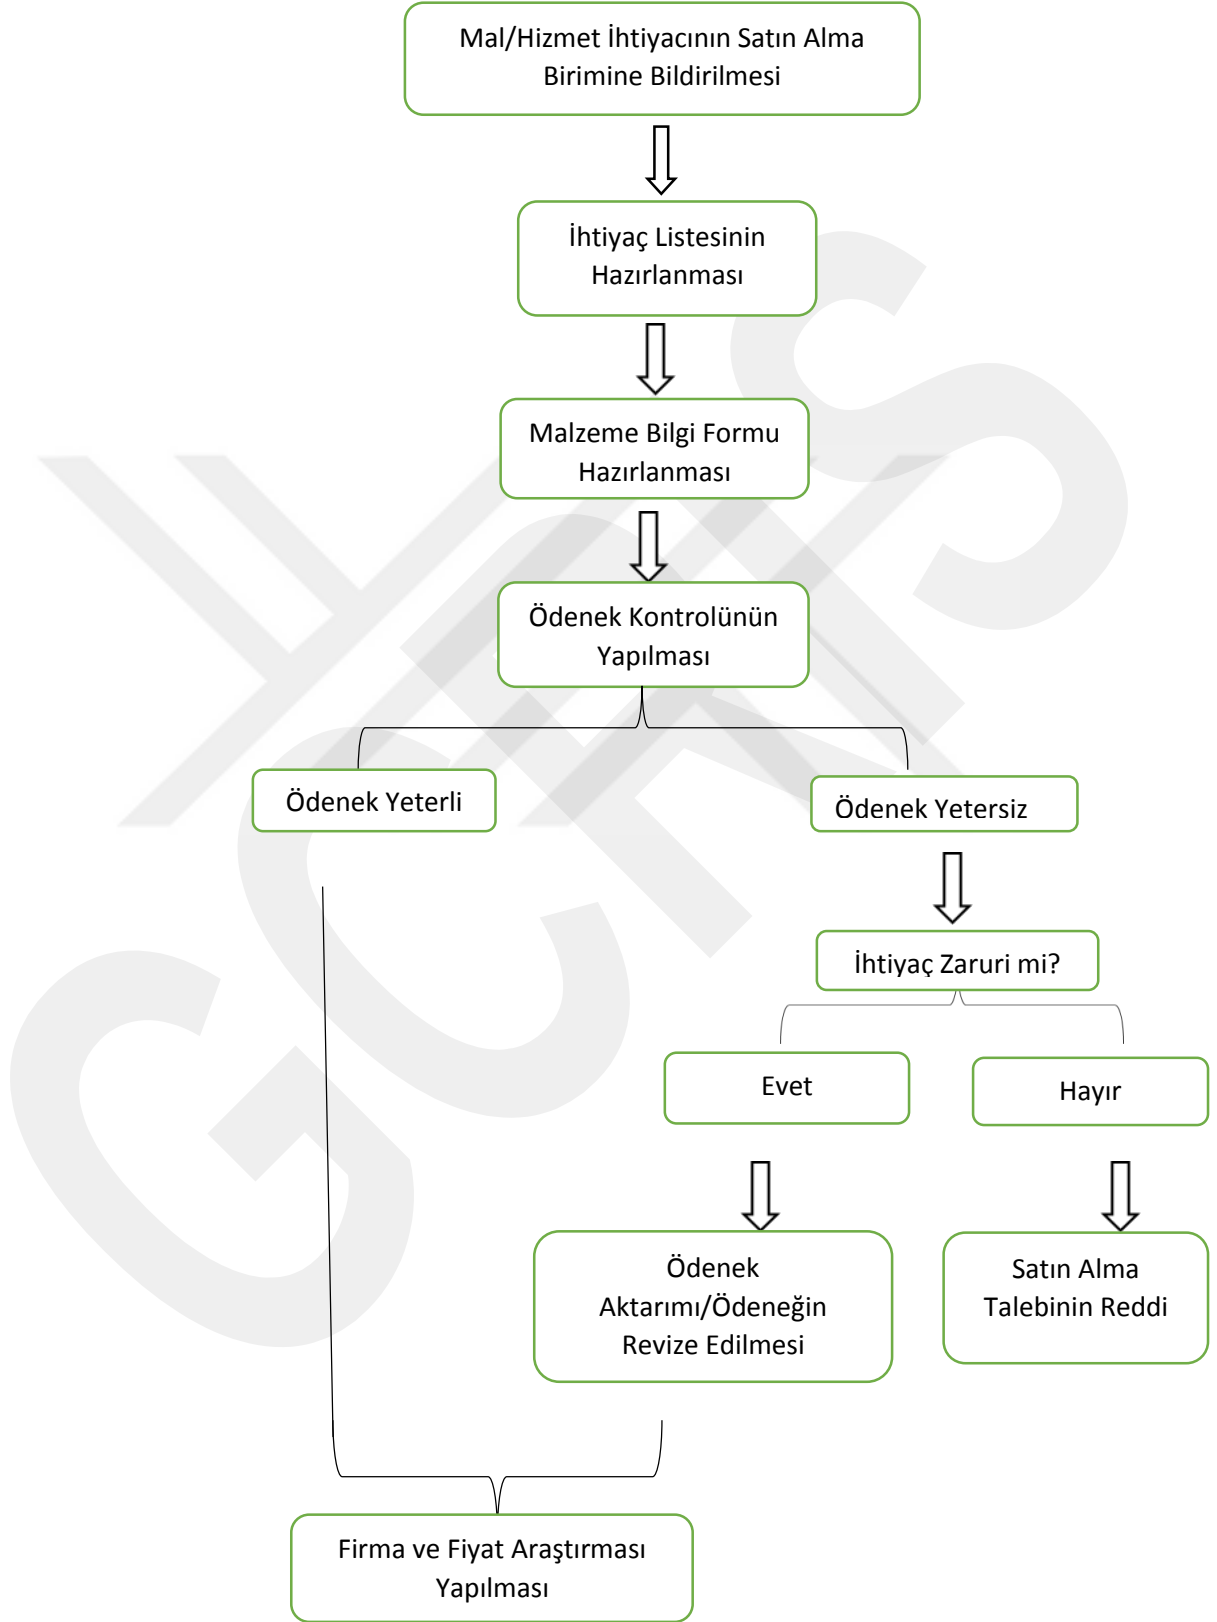 Mal/Hizmet İhtiyacının Satın Alma
Birimine Bildirilmesi
İhtiyaç Listesinin
Hazırlanması
Malzeme Bilgi Formu
Hazırlanması
Ödenek Kontrolünün
Yapılması
Ödenek Yeterli
Ödenek Yetersiz
İhtiyaç Zaruri mi?
Evet
Hayır
Ödenek
Aktarımı/Ödeneğin
Revize Edilmesi
Satın Alma
Talebinin Reddi
Firma ve Fiyat Araştırması
Yapılması
GCRIS